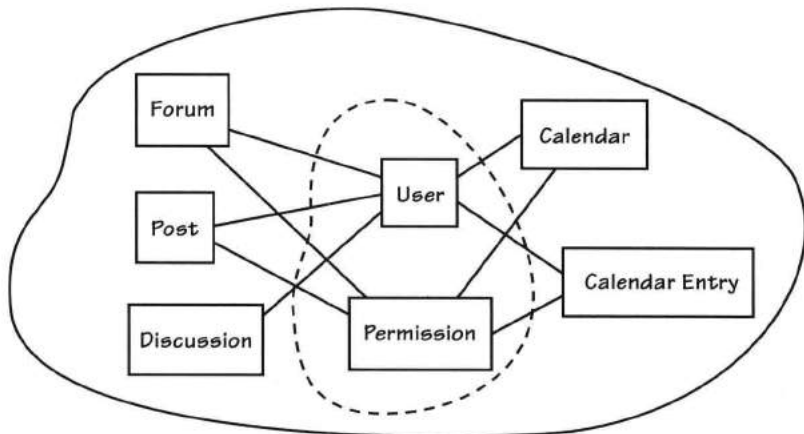 Forum
Calendar
User
Post
Calendar Entry
Permission
Discussion